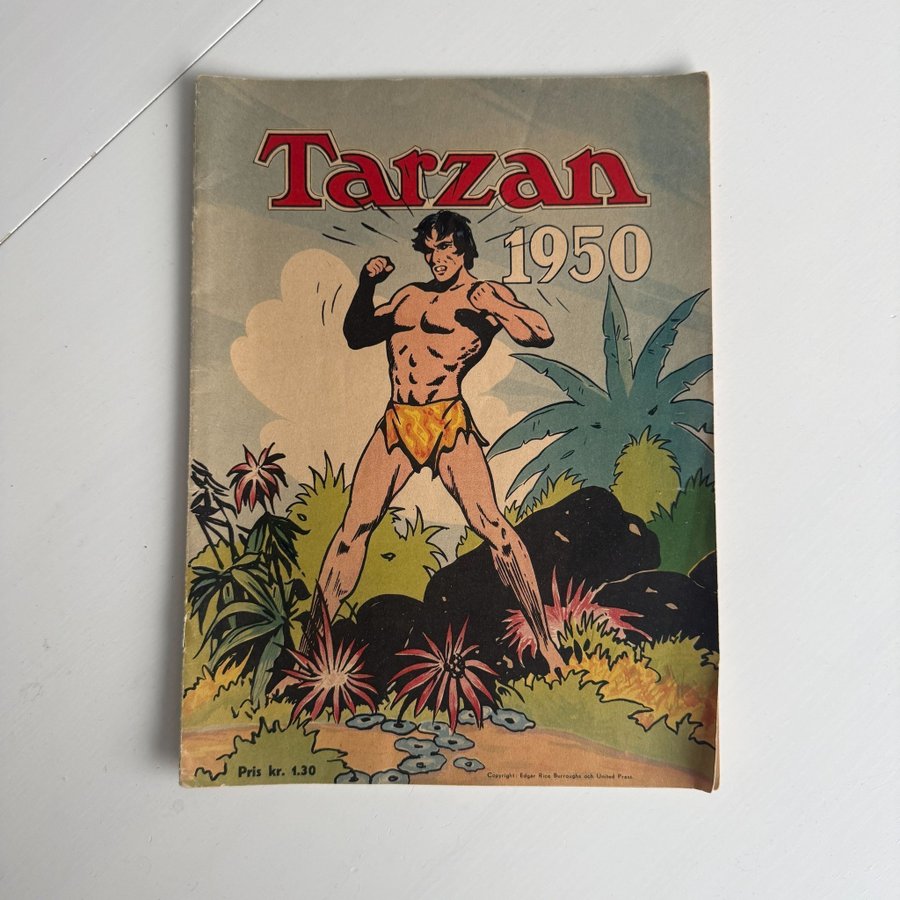 Tarzan
1950
Pris kr. 1.30
Copyright: Edgar Rice Burroughs och United Press.